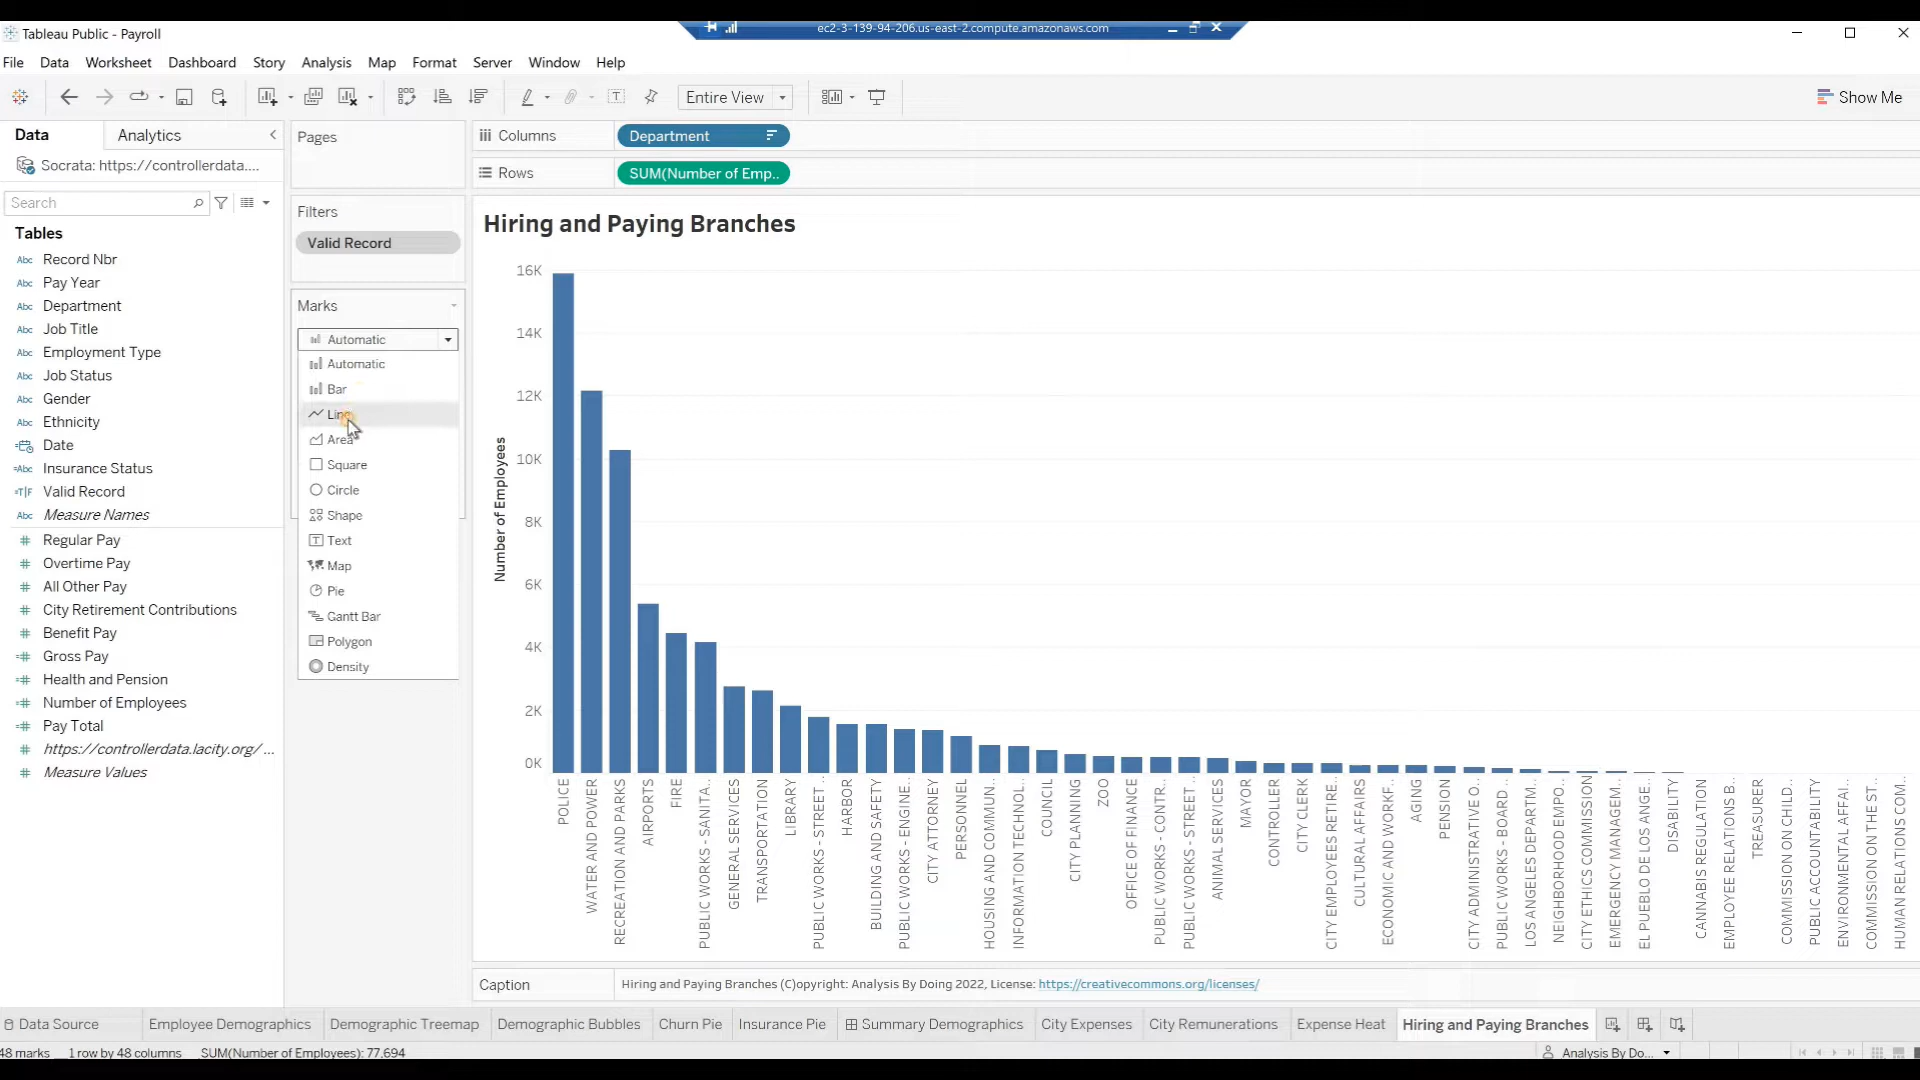 Tableau Public - Payroll
ec2-3-139-94-206.us-east-2.compute.amazonaws.com
File Data Worksheet Dashboard Story Analysis Map Format Server Window Help
Entire View
Show Me
Data Analytics
Socrata: https://controllerdata....
Search
Tables
Abc Record Nbr
Abc Pay Year
Abc Department
Abc Job Title
Abc Employment Type
Abc Job Status
Abc Gender
Abc Ethnicity
Date
=Abc Insurance Status
=T|F Valid Record
Abc Measure Names
# Regular Pay
# Overtime Pay
# All Other Pay
# City Retirement Contributions
# Benefit Pay
=# Gross Pay
=# Health and Pension
=# Number of Employees
=# Pay Total
# https://controllerdata.lacity.org/ ...
# Measure Values
Pages
Filters
Valid Record
Marks
Automatic
Automatic
Bar
Line
Area
Square
Circle
Shape
Text
Map
Pie
Gantt Bar
Polygon
Density
Columns
Department
Rows
SUM(Number of Emp..
Hiring and Paying Branches
Number of Employees
16K
14K
12K
10K
8K
6K
4K
2K
0K
POLICE
WATER AND POWER
RECREATION AND PARKS
AIRPORTS
FIRE
PUBLIC WORKS - SANITA..
GENERAL SERVICES
TRANSPORTATION
LIBRARY
PUBLIC WORKS - STREET ..
HARBOR
BUILDING AND SAFETY
PUBLIC WORKS - ENGINE..
CITY ATTORNEY
PERSONNEL
HOUSING AND COMMUN..
INFORMATION TECHNOL..
COUNCIL
CITY PLANNING
ZOO
OFFICE OF FINANCE
PUBLIC WORKS - CONTR..
PUBLIC WORKS - STREET ..
ANIMAL SERVICES
MAYOR
CONTROLLER
CITY CLERK
CITY EMPLOYEES RETIRE..
CULTURAL AFFAIRS
ECONOMIC AND WORKF..
AGING
PENSION
CITY ADMINISTRATIVE O..
PUBLIC WORKS - BOARD ..
LOS ANGELES DEPARTM..
NEIGHBORHOOD EMPO..
CITY ETHICS COMMISSION
EMERGENCY MANAGEM..
EL PUEBLO DE LOS ANGE..
DISABILITY
CANNABIS REGULATION
EMPLOYEE RELATIONS B..
TREASURER
COMMISSION ON CHILD..
PUBLIC ACCOUNTABILITY
ENVIRONMENTAL AFFAI..
COMMISSION ON THE ST..
HUMAN RELATIONS COM..
Caption
Hiring and Paying Branches (C)opyright: Analysis By Doing 2022, License: https://creativecommons.org/licenses/
Data Source Employee Demographics Demographic Treemap Demographic Bubbles Churn Pie Insurance Pie Summary Demographics City Expenses City Remunerations Expense Heat Hiring and Paying Branches
48 marks 1 row by 48 columns SUM(Number of Employees): 77,694
Analysis By Do...